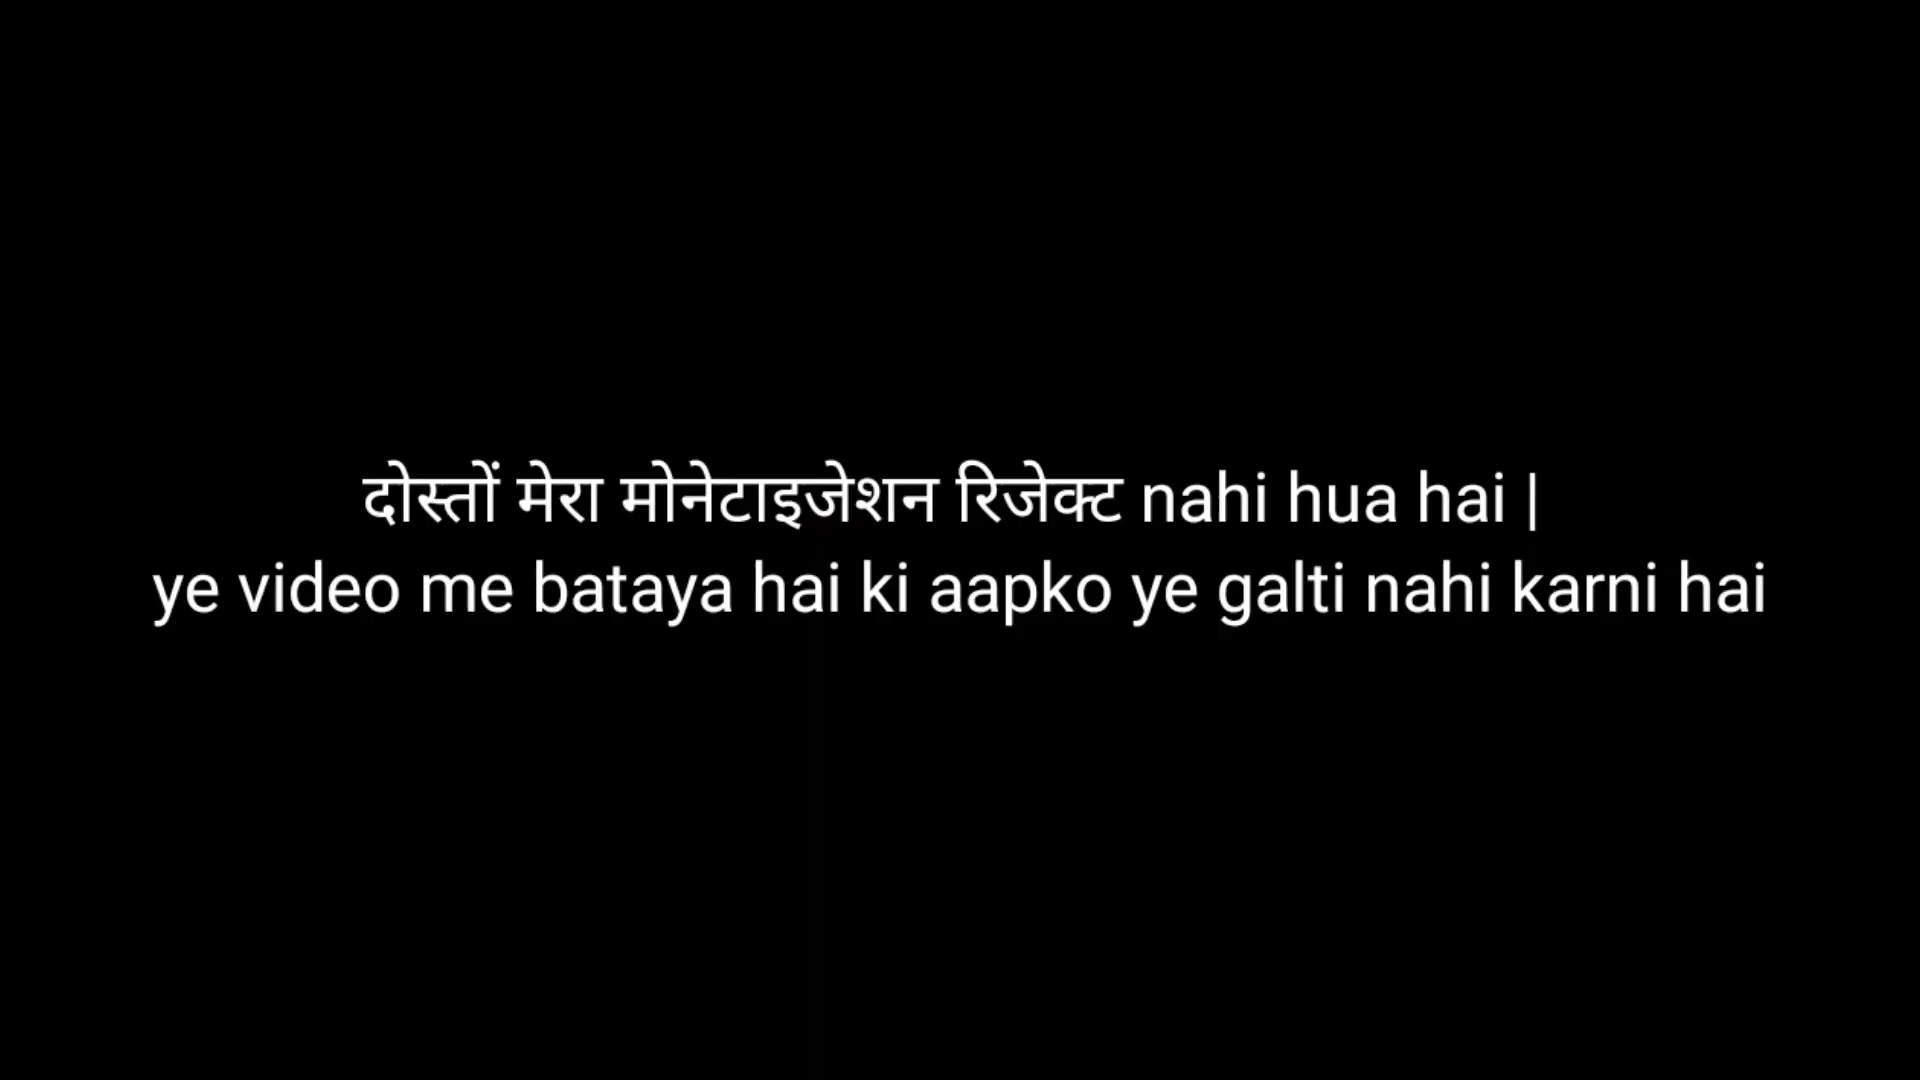 दोस्तों मेरा मोनेटाइजेशन रिजेक्ट nahi hua hai |
ye video me bataya hai ki aapko ye galti nahi karni hai